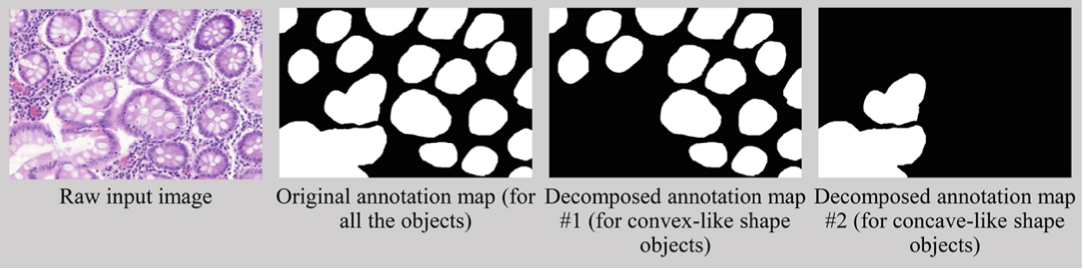 Raw input image
Original annotation map (for
all the objects)
Decomposed annotation map
#1 (for convex-like shape
objects)
Decomposed annotation map
#2 (for concave-like shape
objects)